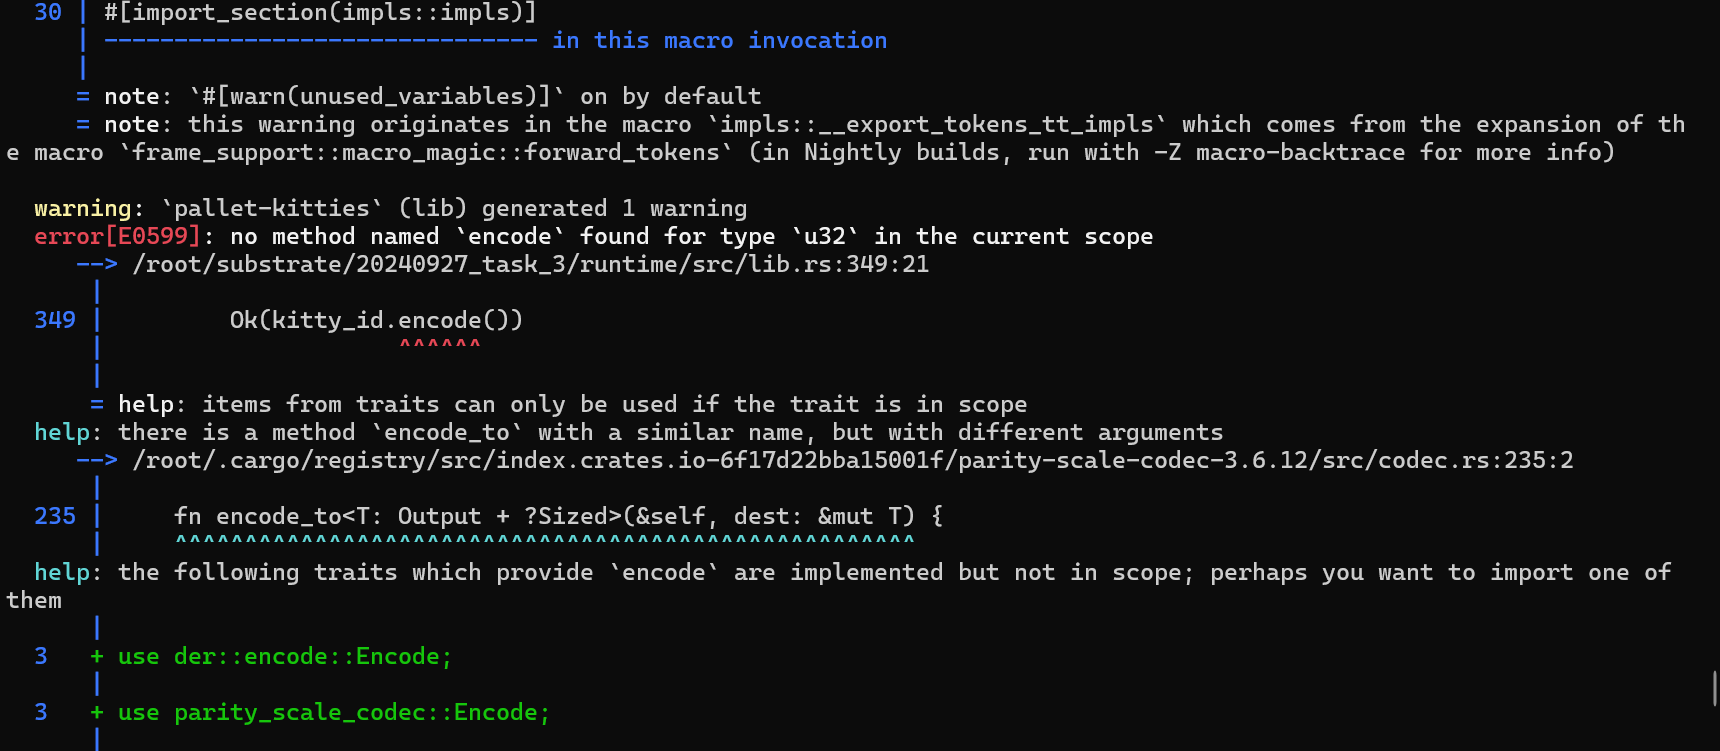 30 | #[import_section(impls::impls)]
| ------------------------------- in this macro invocation
|
= note: `#[warn(unused_variables)]` on by default
= note: this warning originates in the macro `impls::__export_tokens_tt_impls` which comes from the expansion of th
e macro `frame_support::macro_magic::forward_tokens` (in Nightly builds, run with -Z macro-backtrace for more info)
warning: `pallet-kitties` (lib) generated 1 warning
error[E0599]: no method named `encode` found for type `u32` in the current scope
--> /root/substrate/20240927_task_3/runtime/src/lib.rs:349:21
|
349 |         Ok(kitty_id.encode())
|                     ^^^^^^
|
= help: items from traits can only be used if the trait is in scope
help: there is a method `encode_to` with a similar name, but with different arguments
--> /root/.cargo/registry/src/index.crates.io-6f17d22bba15001f/parity-scale-codec-3.6.12/src/codec.rs:235:2
|
235 |     fn encode_to<T: Output + ?Sized>(&self, dest: &mut T) {
|     ^^^^^^^^^^^^^^^^^^^^^^^^^^^^^^^^^^^^^^^^^^^^^^^^^^^^^
help: the following traits which provide `encode` are implemented but not in scope; perhaps you want to import one of
them
|
3   + use der::encode::Encode;
|
3   + use parity_scale_codec::Encode;
|